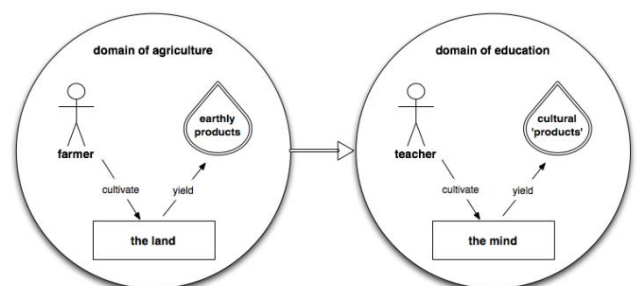 domain of agriculture
farmer
earthly
products
cultivate
yield
the land
domain of education
teacher
cultural
'products'
cultivate
yield
the mind